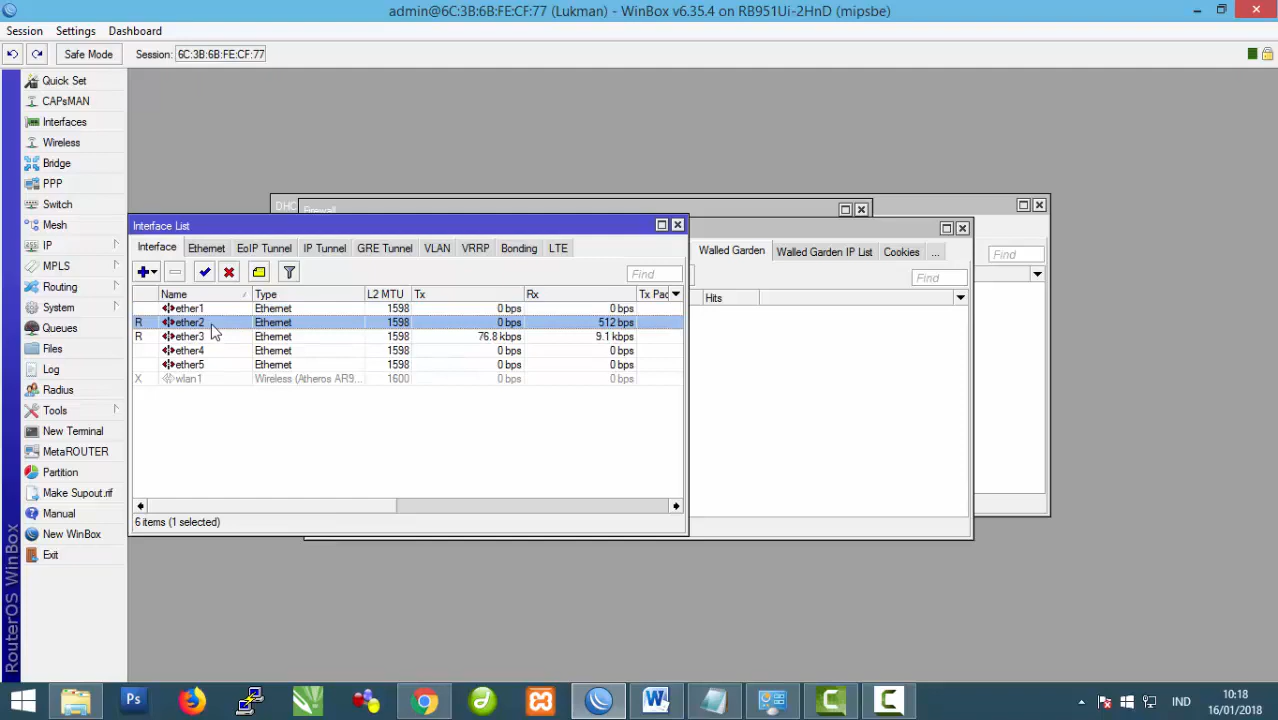 admin@6C:3B:6B:FE:CF:77 (Lukman) - WinBox v6.35.4 on RB951Ui-2HnD (mipsbe)
Session Settings Dashboard
Safe Mode Session: 6C:3B:6B:FE:CF:77
Quick Set
CAPsMAN
Interfaces
Wireless
Bridge
PPP
Switch
Mesh
IP
MPLS
Routing
System
Queues
Files
Log
Radius
Tools
New Terminal
MetaROUTER
Partition
Make Supout.rif
Manual
New WinBox
Exit
RouterOS WinBox
DHC
Firewall
Find
Interface List
Interface Ethernet EoIP Tunnel IP Tunnel GRE Tunnel VLAN VRRP Bonding LTE
Find
Name Type L2 MTU Tx Rx Tx Pac
ether1 Ethernet 1598 0 bps 0 bps
R ether2 Ethernet 1598 0 bps 512 bps
R ether3 Ethernet 1598 76.8 kbps 9.1 kbps
ether4 Ethernet 1598 0 bps 0 bps
ether5 Ethernet 1598 0 bps 0 bps
X wlan1 Wireless (Atheros AR9... 1600 0 bps 0 bps
6 items (1 selected)
Walled Garden Walled Garden IP List Cookies ...
Find
Hits
Ps
W
IND
10:18
16/01/2018